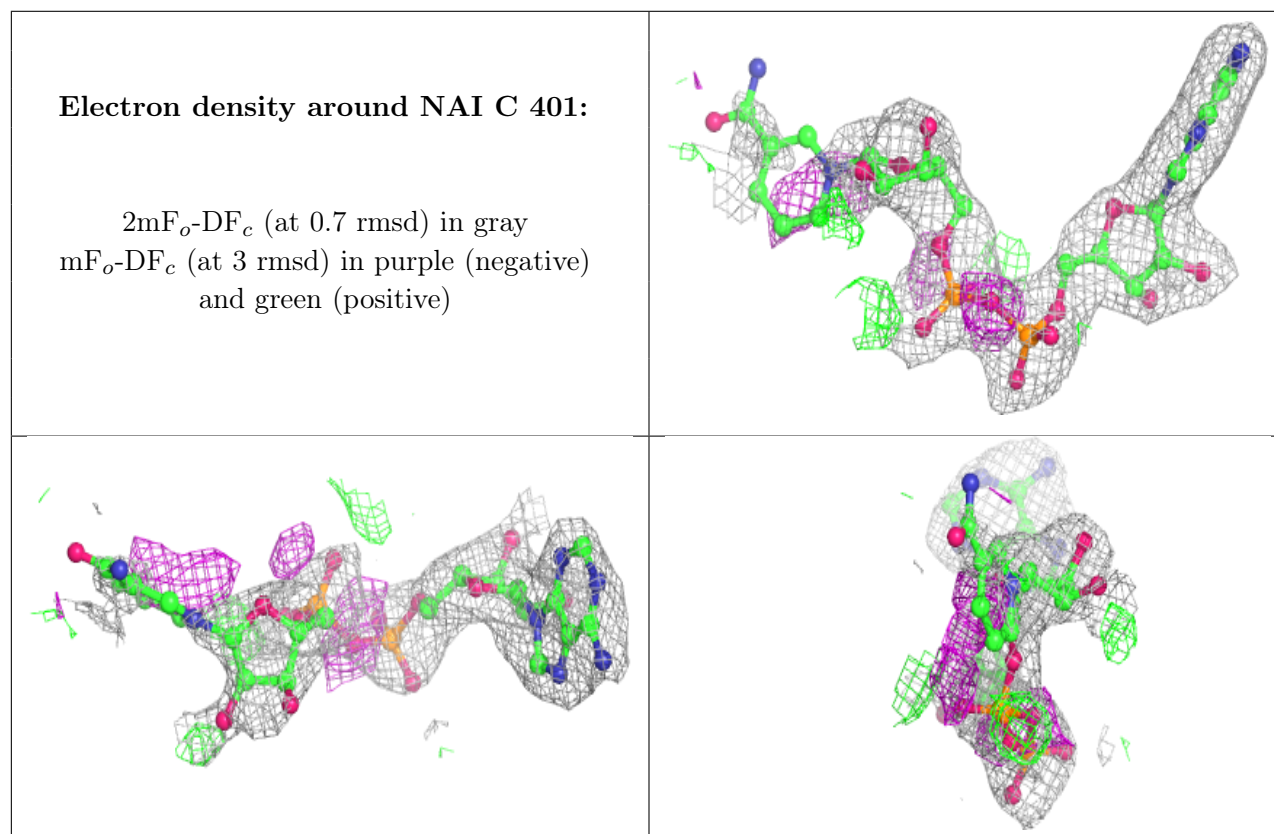 Electron density around NAI C 401:
2mFo-DFc (at 0.7 rmsd) in gray
mFo-DFc (at 3 rmsd) in purple (negative)
and green (positive)